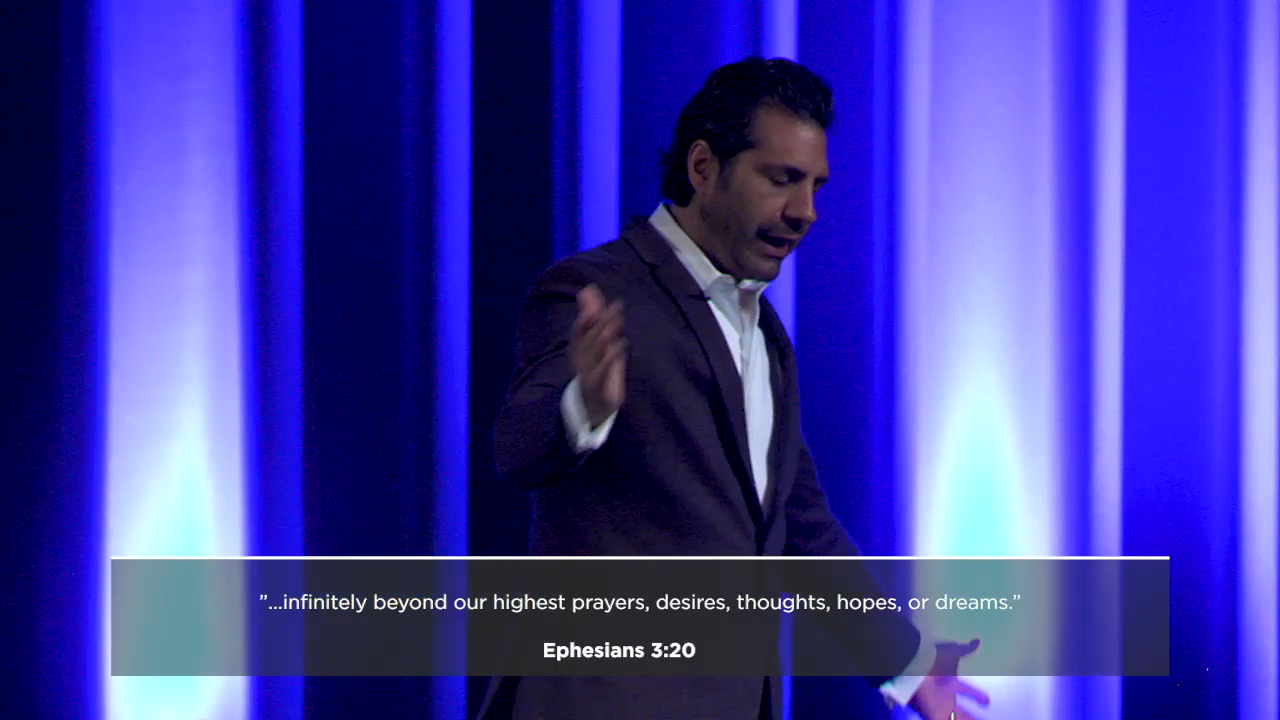 ”...infinitely beyond our highest prayers, desires, thoughts, hopes, or dreams.”
Ephesians 3:20